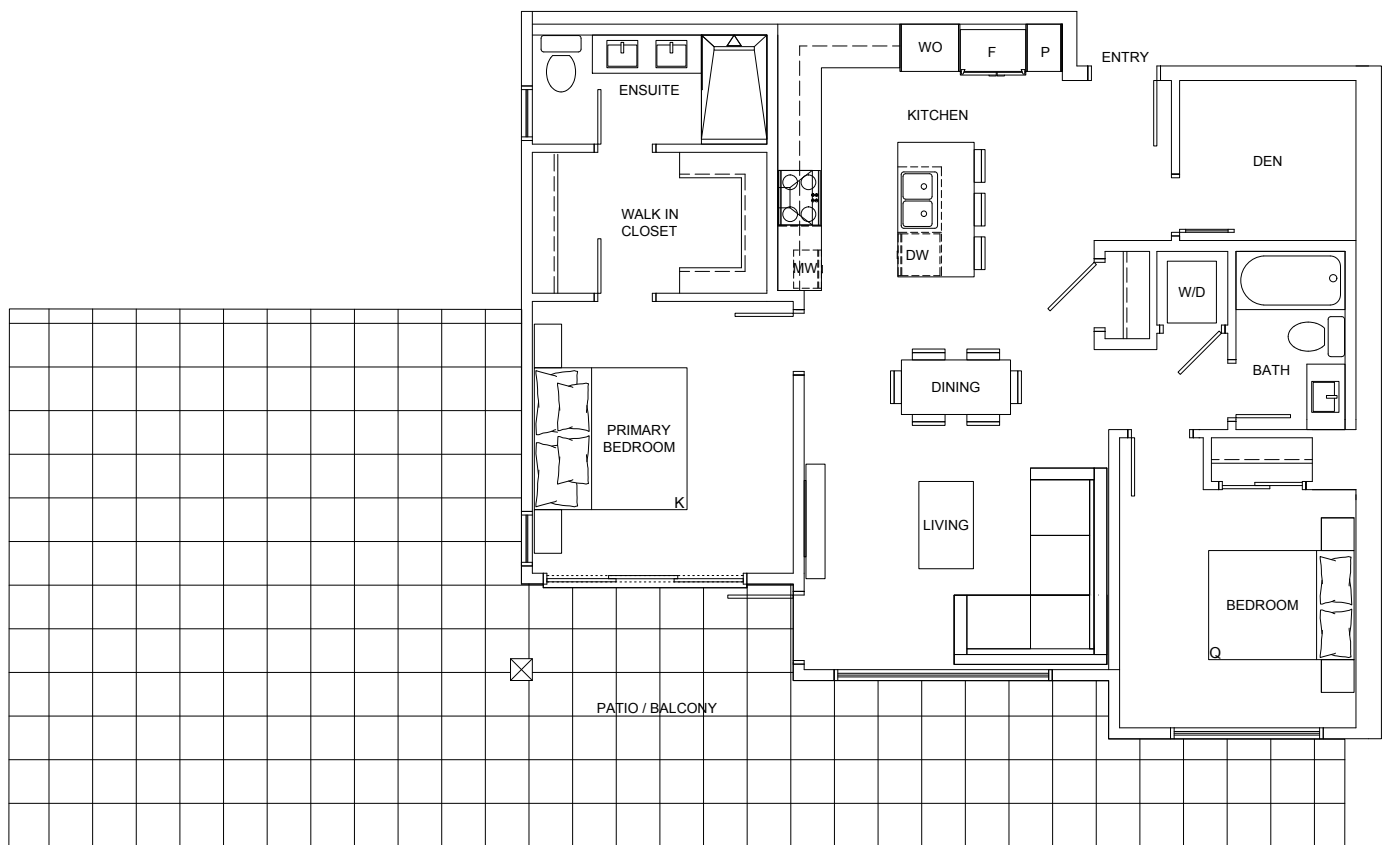 WO
F
P
ENTRY
ENSUITE
KITCHEN
DEN
WALK IN
CLOSET
DW
MW
W/D
BATH
DINING
PRIMARY
BEDROOM
K
LIVING
BEDROOM
Q
PATIO / BALCONY